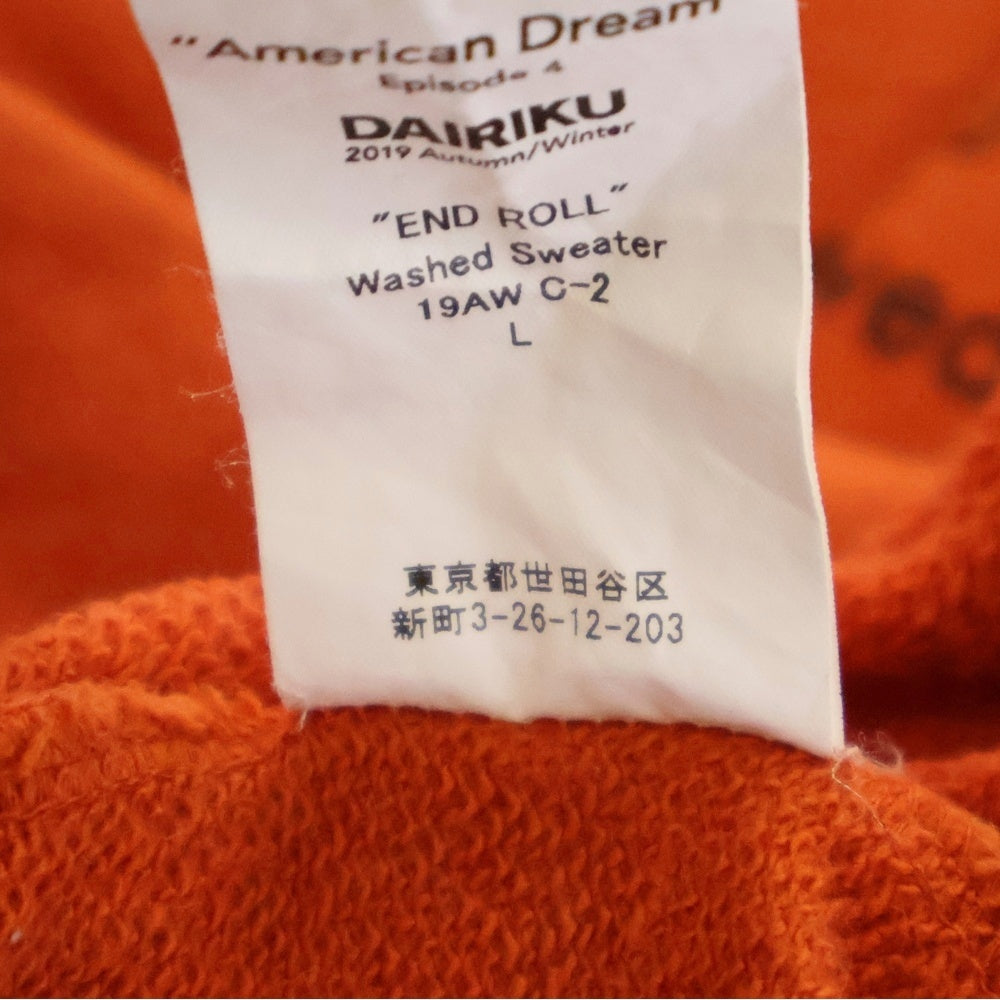 "American Dream
Episode 4
DAIRIKU
2019 Autumn/Winter
"END ROLL"
Washed Sweater
19AW C-2
L
東京都世田谷区
新町3-26-12-203